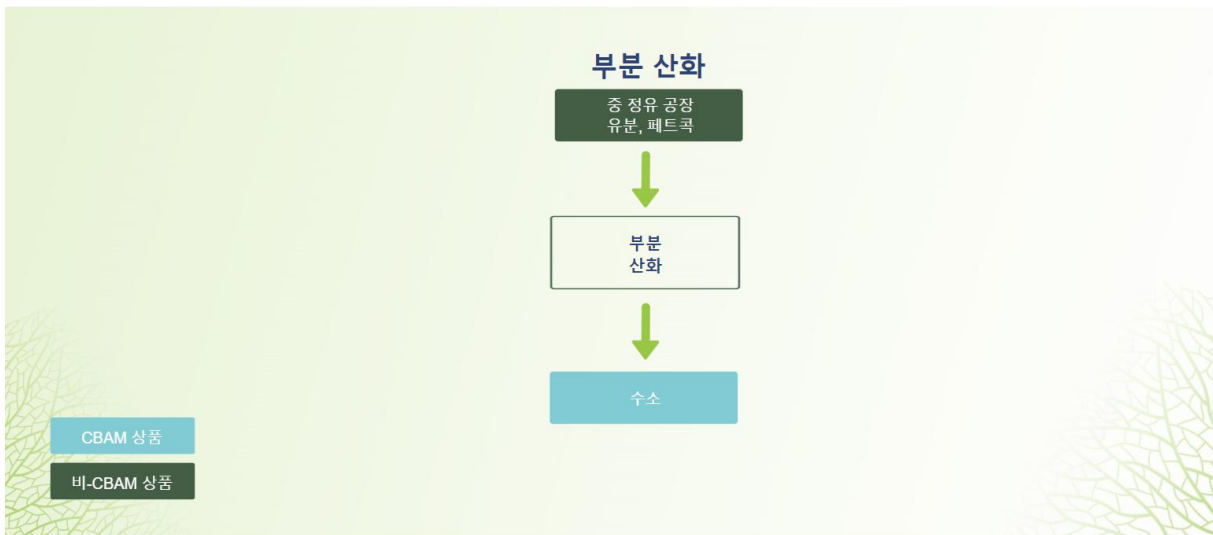 부분 산화
중 정유 공장
유분, 페트콕
부분
산화
수소
CBAM 상품
비-CBAM 상품